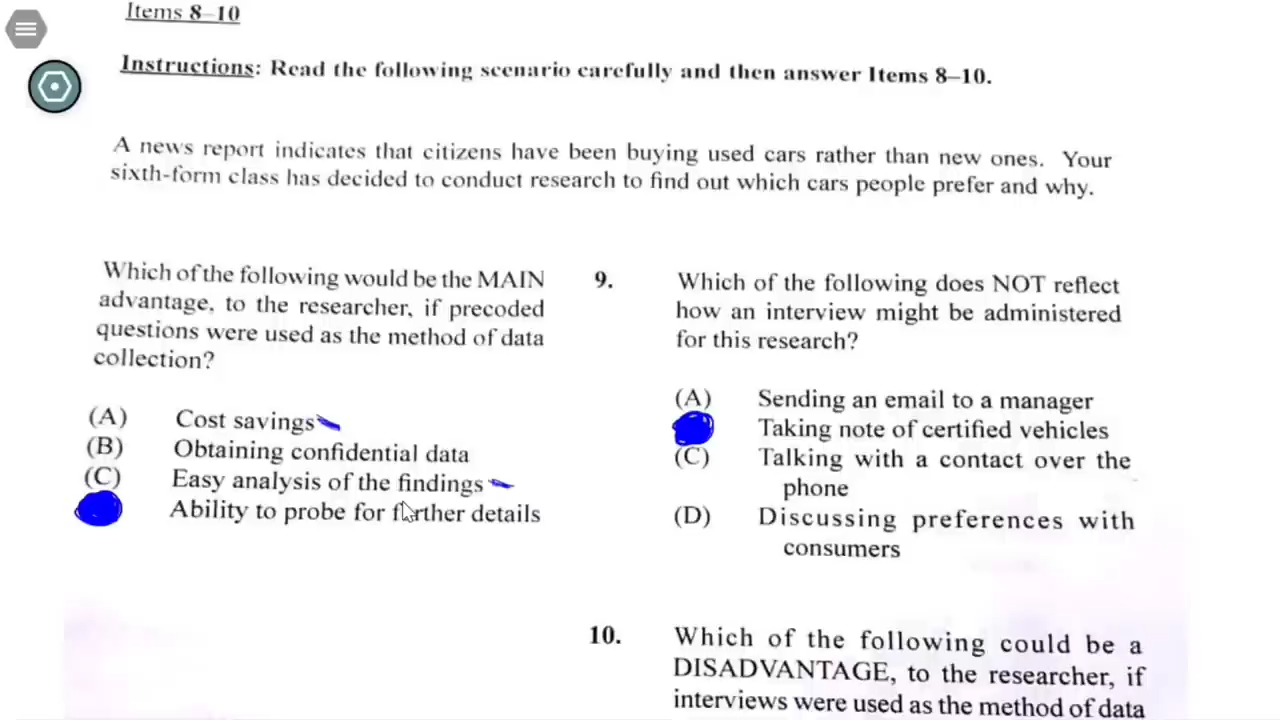 Items 8–10
Instructions: Read the following scenario carefully and then answer Items 8–10.
A news report indicates that citizens have been buying used cars rather than new ones. Your
sixth-form class has decided to conduct research to find out which cars people prefer and why.
Which of the following would be the MAIN
advantage, to the researcher, if precoded
questions were used as the method of data
collection?
(A) Cost savings
(B) Obtaining confidential data
(C) Easy analysis of the findings
Ability to probe for further details
9. Which of the following does NOT reflect
how an interview might be administered
for this research?
(A) Sending an email to a manager
Taking note of certified vehicles
(C) Talking with a contact over the
phone
(D) Discussing preferences with
consumers
10. Which of the following could be a
DISADVANTAGE, to the researcher, if
interviews were used as the method of data